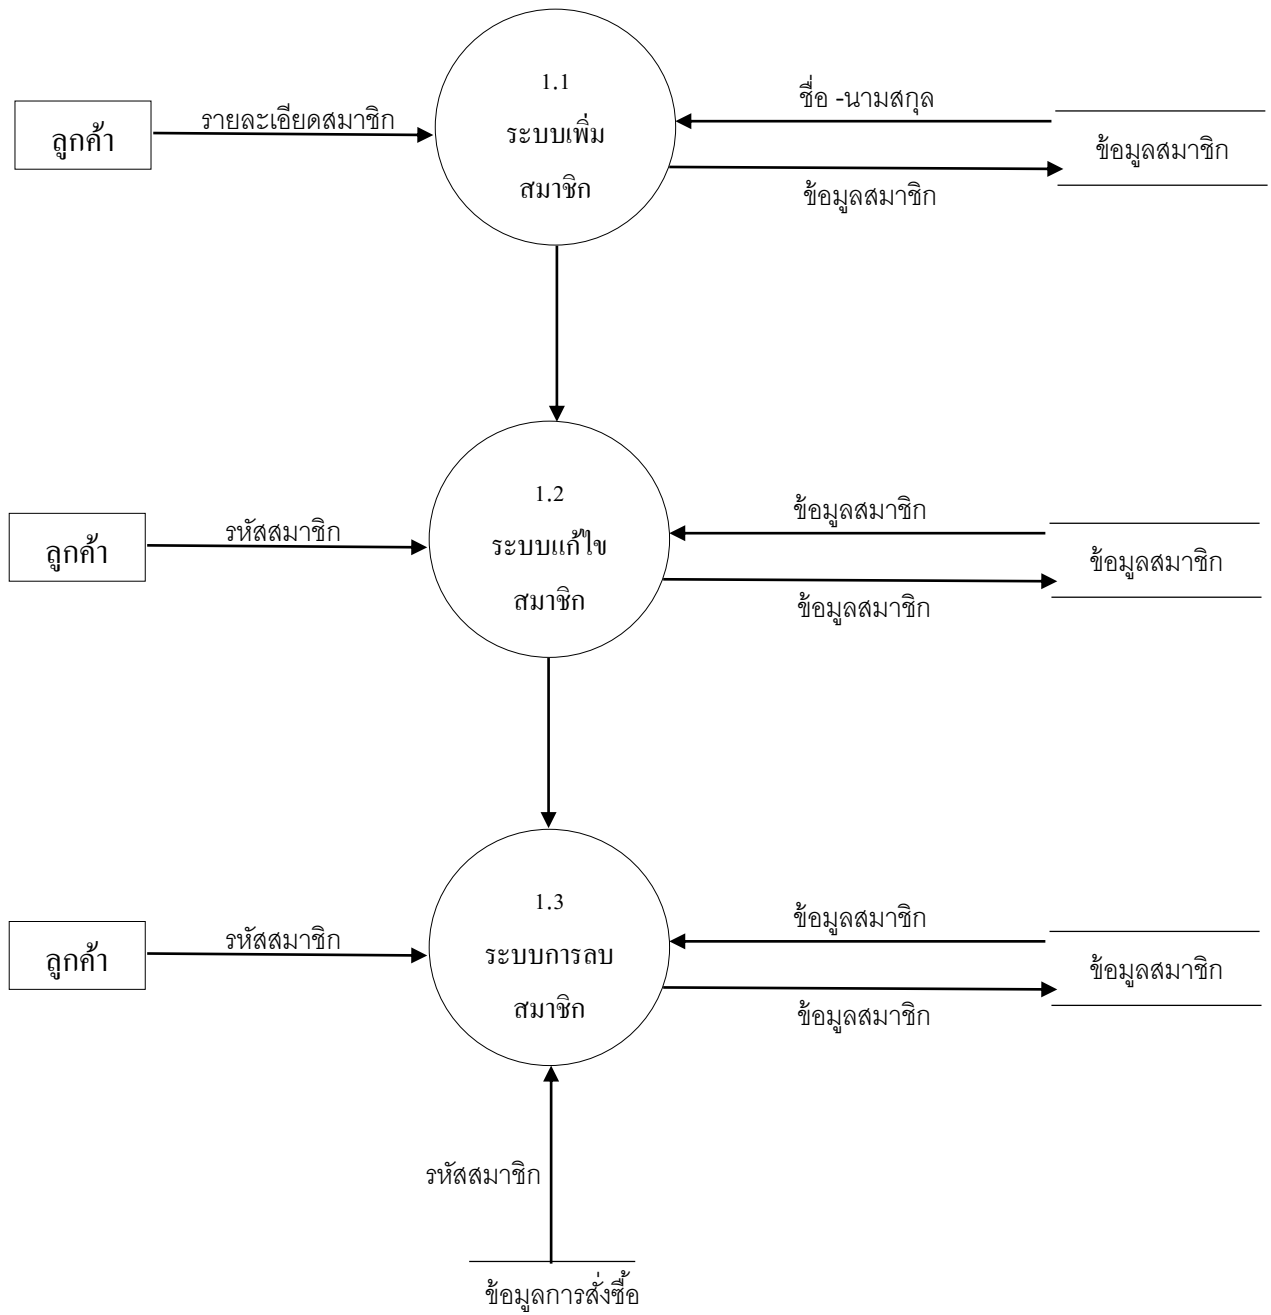 1.1
ระบบเพิ่ม
สมาชิก
ลูกค้า
รายละเอียดสมาชิก
ชื่อ -นามสกุล
ข้อมูลสมาชิก
ข้อมูลสมาชิก
1.2
ระบบแก้ไข
สมาชิก
ลูกค้า
รหัสสมาชิก
ข้อมูลสมาชิก
ข้อมูลสมาชิก
ข้อมูลสมาชิก
1.3
ระบบการลบ
สมาชิก
ลูกค้า
รหัสสมาชิก
ข้อมูลสมาชิก
ข้อมูลสมาชิก
ข้อมูลสมาชิก
รหัสสมาชิก
ข้อมูลการสั่งซื้อ